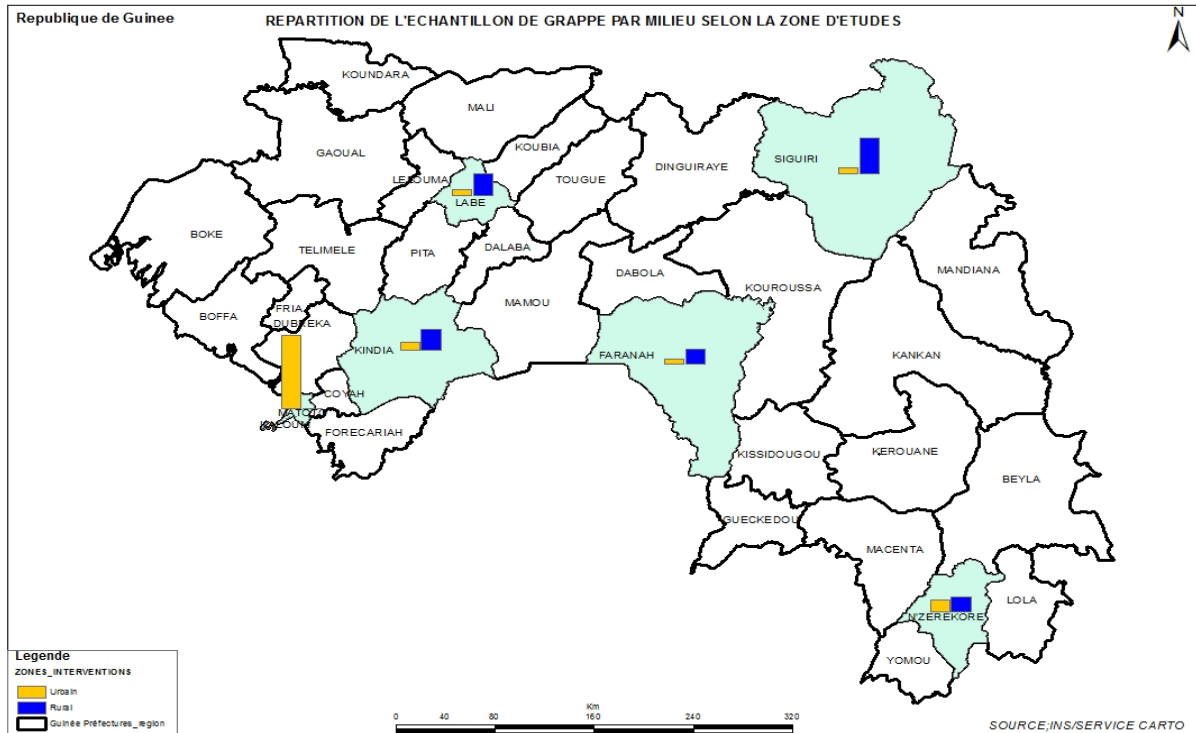 Republique de Guinee
REPARTITION DE L'ECHANTILLON DE GRAPPE PAR MILIEU SELON LA ZONE D'ETUDES
N
KOUNDARA
MALI
GAOUAL
KOUBIA
LELOUMA
TOUGUE
DINGUIRAYE
SIGUIRI
LABE
BOKE
TELIMELE
PITA
DALABA
DABOLA
KOUROUSSA
MANDIANA
MAMOU
FRIA
BOFFA
DUBREKA
KINDIA
FARANAH
KANKAN
COYAH
MATOTO
KALOUM
FORECARIAH
KISSIDOUGOU
KEROUANE
BEYLA
GUECKEDOU
MACENTA
LOLA
N'ZEREKORE
YOMOU
Legende
ZONES_INTERVENTIONS
Urbain
Rural
Guinée Préfectures_region
Km
0 40 80 160 240 320
SOURCE;INS/SERVICE CARTO